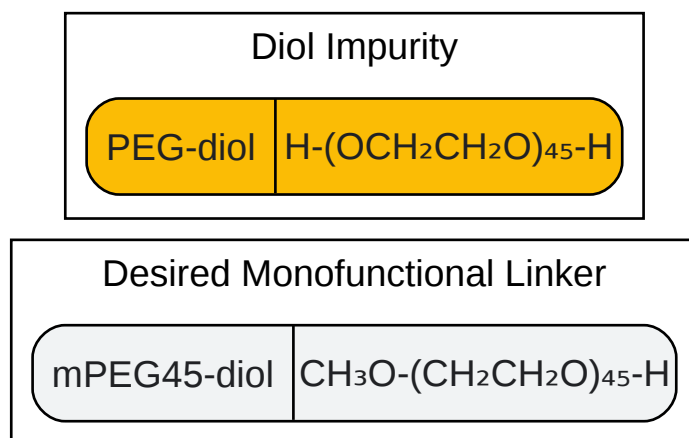 Diol Impurity
PEG-diol H-(OCH₂CH₂O)₄₅-H
Desired Monofunctional Linker
mPEG45-diol CH₃O-(CH₂CH₂O)₄₅-H